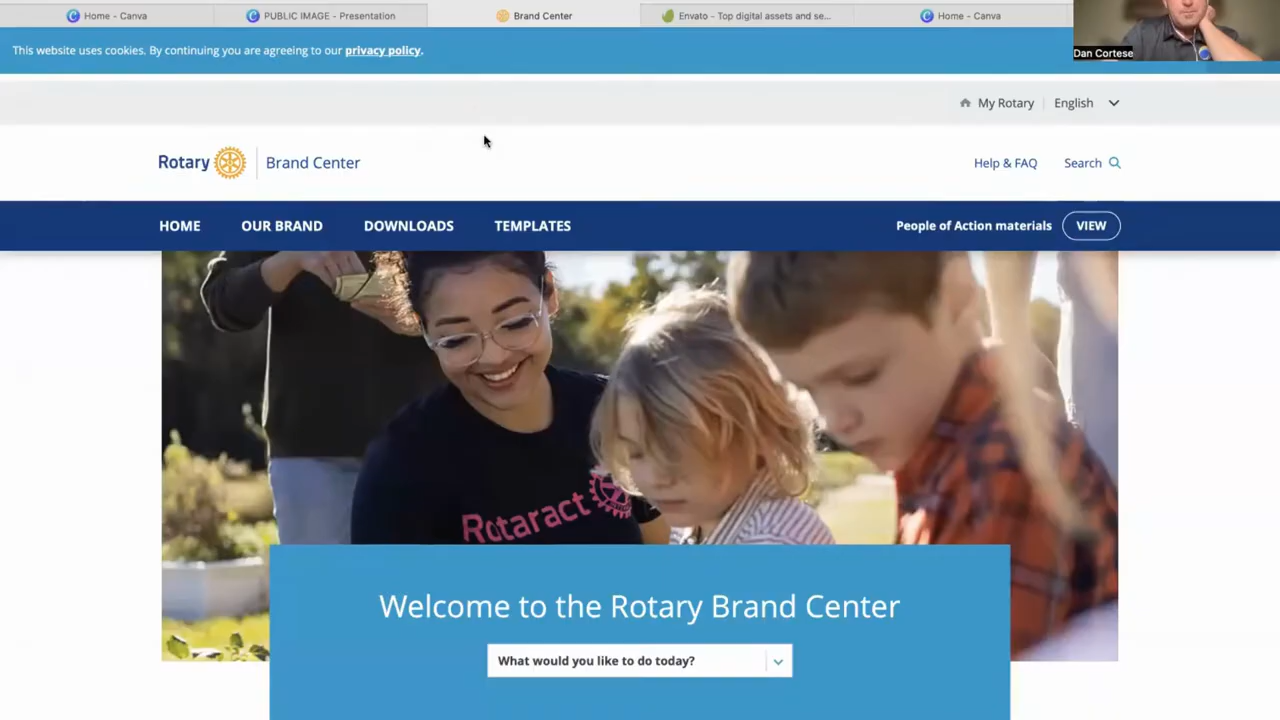 Home - Canva
PUBLIC IMAGE - Presentation
Brand Center
Envato - Top digital assets and se...
Home - Canva
This website uses cookies. By continuing you are agreeing to our privacy policy.
Dan Cortese
My Rotary
English
Rotary
Brand Center
Help & FAQ
Search
HOME
OUR BRAND
DOWNLOADS
TEMPLATES
People of Action materials
VIEW
Rotaract
Welcome to the Rotary Brand Center
What would you like to do today?